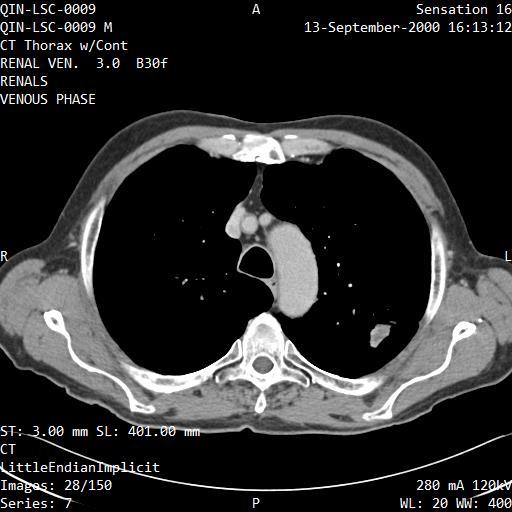 QIN-LSC-0009 A Sensation 16
QIN-LSC-0009 M 13-September-2000 16:13:12
CT Thorax w/Cont
RENAL VEN. 3.0 B30f
RENALS
VENOUS PHASE
R L
ST: 3.00 mm SL: 401.00 mm
CT
LittleEndianImplicit
Images: 28/150 280 mA 120kV
Series: 7 P WL: 20 WW: 400